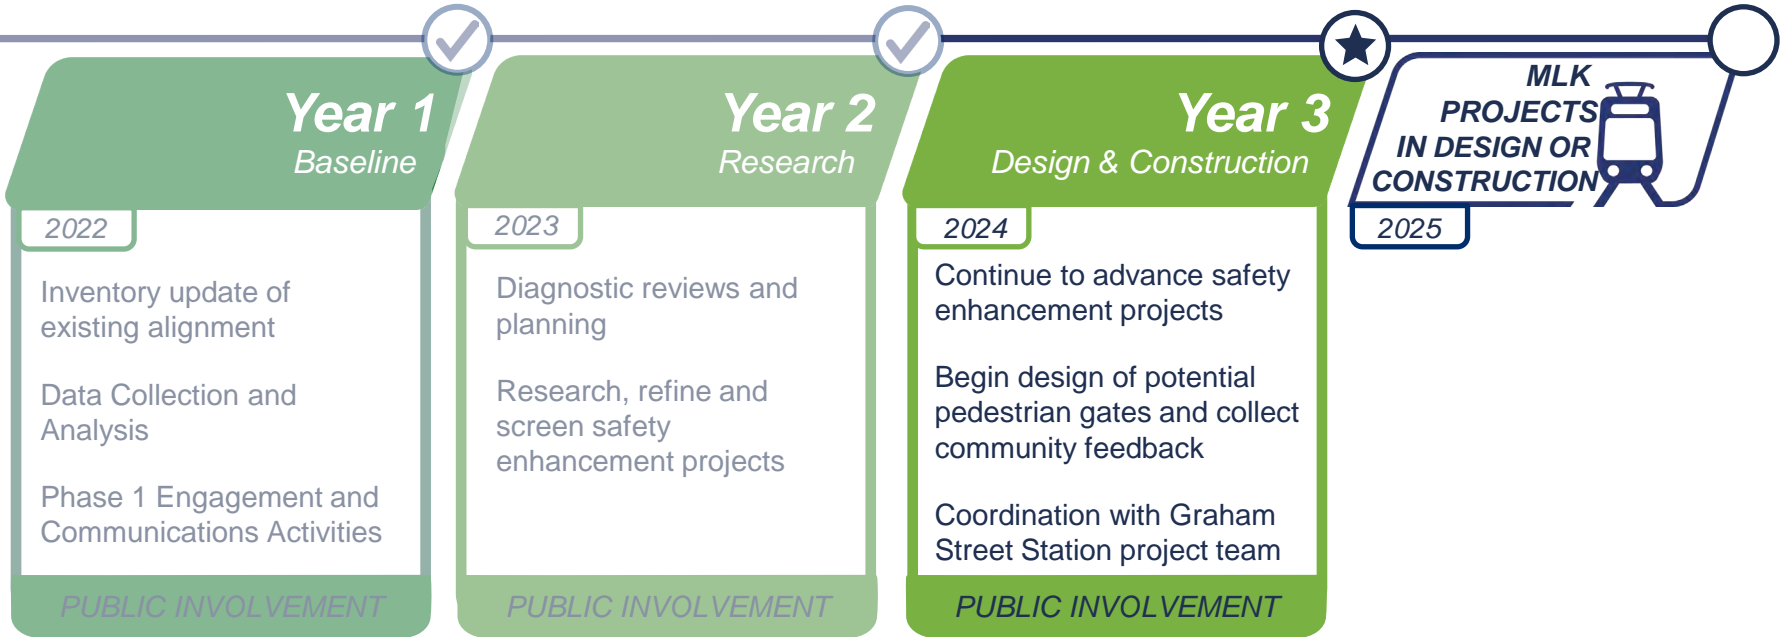 Year 1
Baseline
2022
Inventory update of
existing alignment
Data Collection and
Analysis
Phase 1 Engagement and
Communications Activities
PUBLIC INVOLVEMENT
Year 2
Research
2023
Diagnostic reviews and
planning
Research, refine and
screen safety
enhancement projects
PUBLIC INVOLVEMENT
Year 3
Design & Construction
2024
Continue to advance safety
enhancement projects
Begin design of potential
pedestrian gates and collect
community feedback
Coordination with Graham
Street Station project team
PUBLIC INVOLVEMENT
MLK
PROJECTS
IN DESIGN OR
CONSTRUCTION
2025